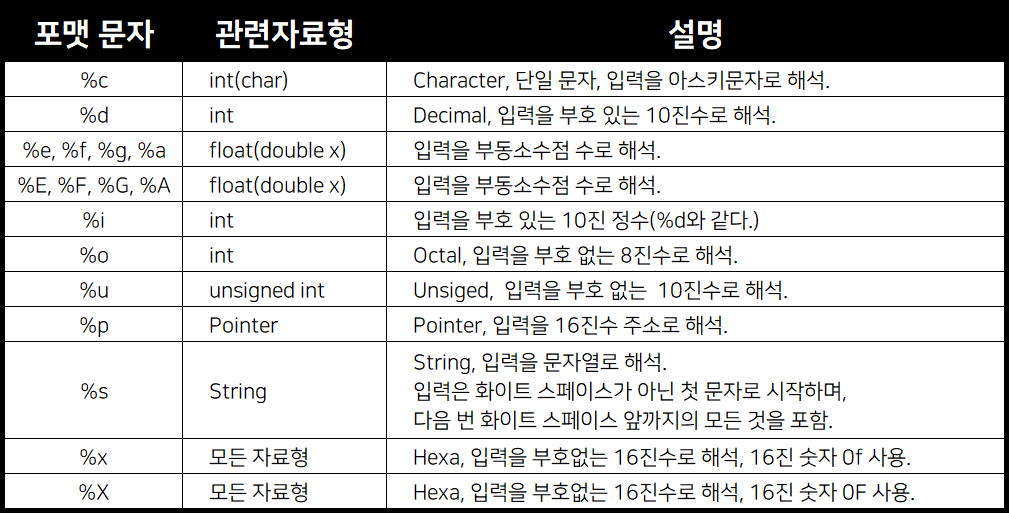 포맷 문자 관련자료형 설명
%c int(char) Character, 단일 문자, 입력을 아스키문자로 해석.
%d int Decimal, 입력을 부호 있는 10진수로 해석.
%e, %f, %g, %a float(double x) 입력을 부동소수점 수로 해석.
%E, %F, %G, %A float(double x) 입력을 부동소수점 수로 해석.
%i int 입력을 부호 있는 10진 정수(%d와 같다.)
%o int Octal, 입력을 부호 없는 8진수로 해석.
%u unsigned int Unsiged, 입력을 부호 없는 10진수로 해석.
%p Pointer Pointer, 입력을 16진수 주소로 해석.
%s String String, 입력을 문자열로 해석.
입력은 화이트 스페이스가 아닌 첫 문자로 시작하며,
다음 번 화이트 스페이스 앞까지의 모든 것을 포함.
%x 모든 자료형 Hexa, 입력을 부호없는 16진수로 해석, 16진 숫자 0f 사용.
%X 모든 자료형 Hexa, 입력을 부호없는 16진수로 해석, 16진 숫자 0F 사용.